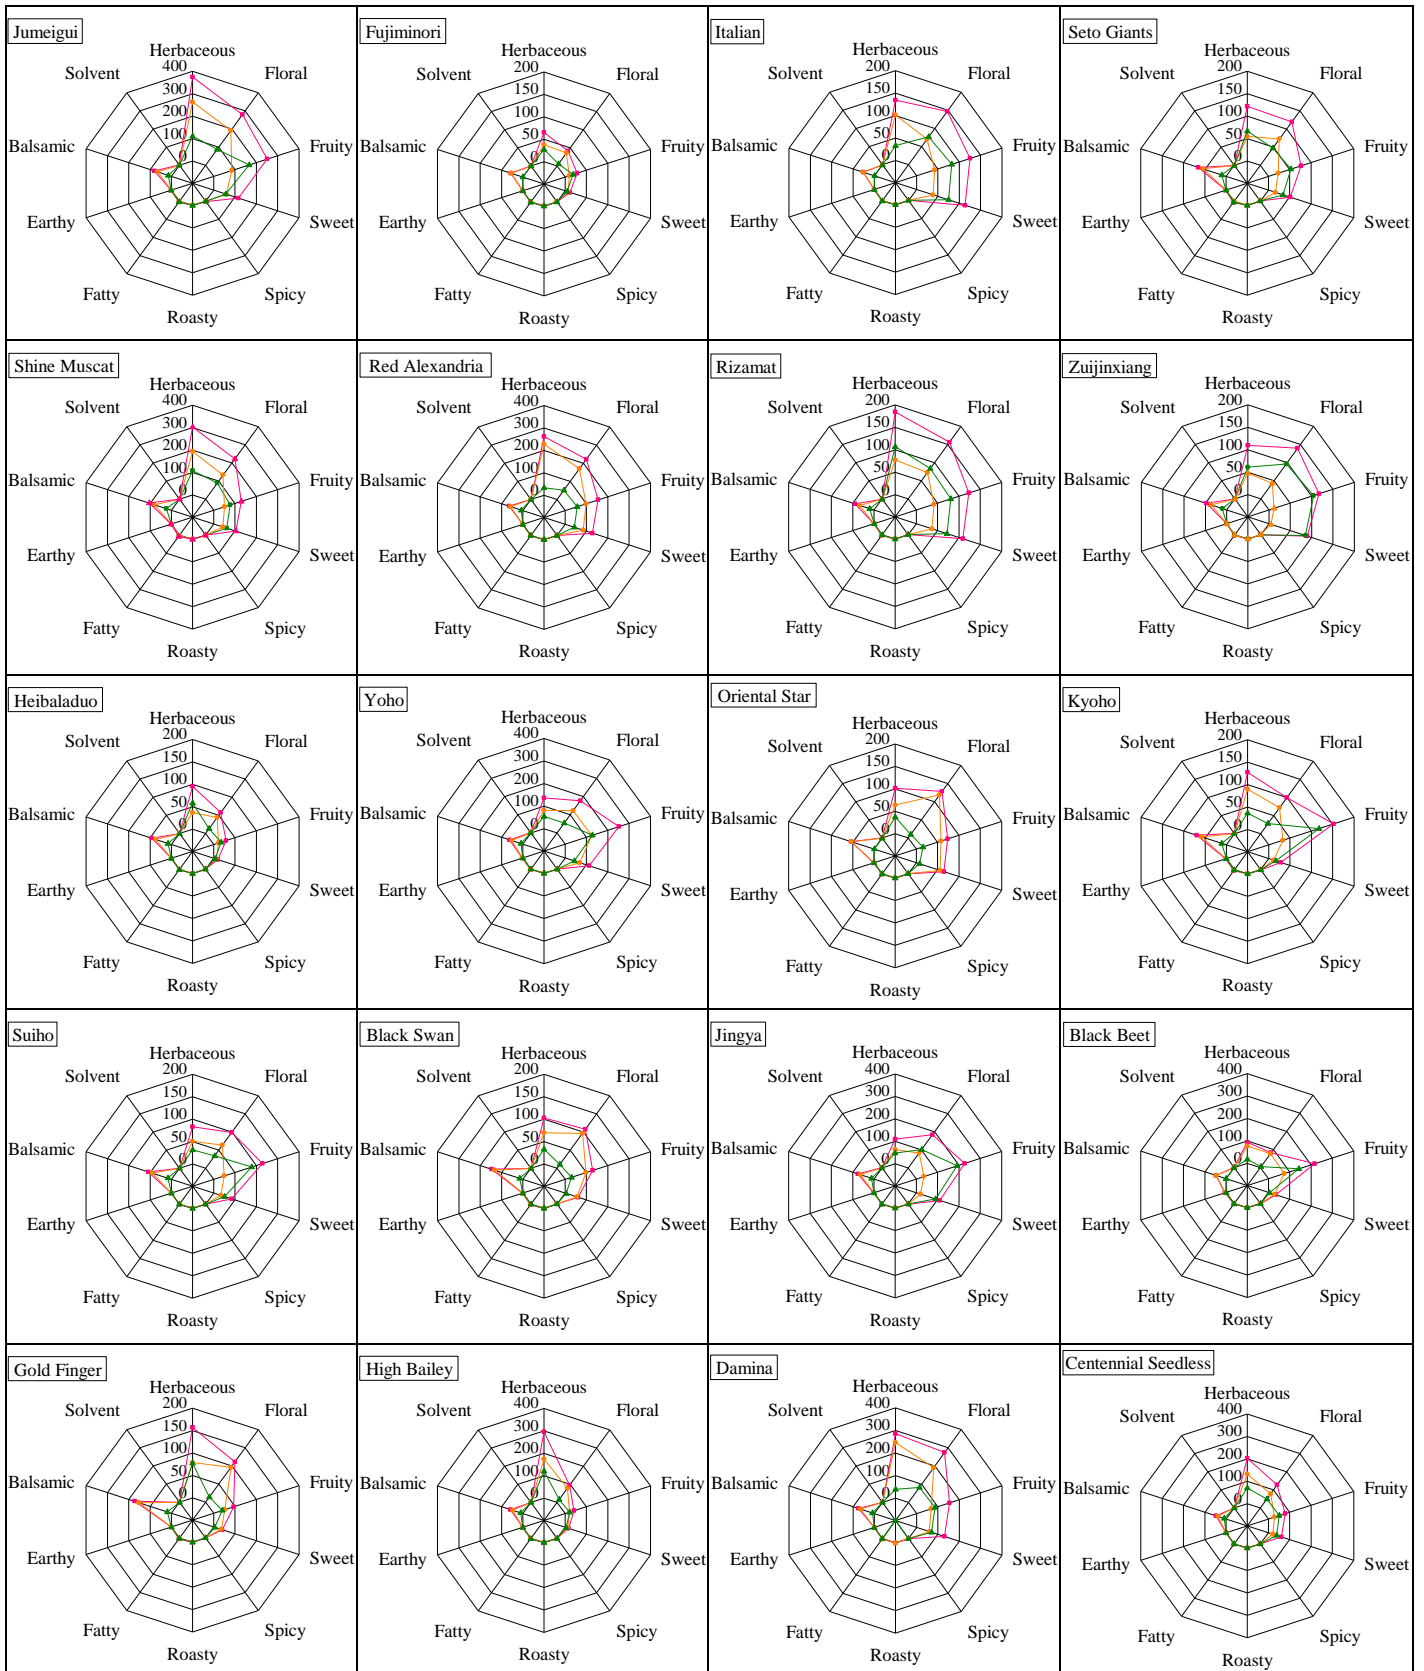 Jumeigui
Herbaceous
Solvent
Floral
400
300
200
100
0
Balsamic
Fruity
Earthy
Sweet
Fatty
Spicy
Roasty
Fujiminori
Herbaceous
Solvent
Floral
200
150
100
50
0
Balsamic
Fruity
Earthy
Sweet
Fatty
Spicy
Roasty
Italian
Herbaceous
Solvent
Floral
200
150
100
50
0
Balsamic
Fruity
Earthy
Sweet
Fatty
Spicy
Roasty
Seto Giants
Herbaceous
Solvent
Floral
200
150
100
50
0
Balsamic
Fruity
Earthy
Sweet
Fatty
Spicy
Roasty
Shine Muscat
Herbaceous
Solvent
Floral
400
300
200
100
0
Balsamic
Fruity
Earthy
Sweet
Fatty
Spicy
Roasty
Red Alexandria
Herbaceous
Solvent
Floral
400
300
200
100
0
Balsamic
Fruity
Earthy
Sweet
Fatty
Spicy
Roasty
Rizamat
Herbaceous
Solvent
Floral
200
150
100
50
0
Balsamic
Fruity
Earthy
Sweet
Fatty
Spicy
Roasty
Zuijinxiang
Herbaceous
Solvent
Floral
200
150
100
50
0
Balsamic
Fruity
Earthy
Sweet
Fatty
Spicy
Roasty
Heibaladuo
Herbaceous
Solvent
Floral
200
150
100
50
0
Balsamic
Fruity
Earthy
Sweet
Fatty
Spicy
Roasty
Yoho
Herbaceous
Solvent
Floral
400
300
200
100
0
Balsamic
Fruity
Earthy
Sweet
Fatty
Spicy
Roasty
Oriental Star
Herbaceous
Solvent
Floral
200
150
100
50
0
Balsamic
Fruity
Earthy
Sweet
Fatty
Spicy
Roasty
Kyoho
Herbaceous
Solvent
Floral
200
150
100
50
0
Balsamic
Fruity
Earthy
Sweet
Fatty
Spicy
Roasty
Suiho
Herbaceous
Solvent
Floral
200
150
100
50
0
Balsamic
Fruity
Earthy
Sweet
Fatty
Spicy
Roasty
Black Swan
Herbaceous
Solvent
Floral
200
150
100
50
0
Balsamic
Fruity
Earthy
Sweet
Fatty
Spicy
Roasty
Jingya
Herbaceous
Solvent
Floral
400
300
200
100
0
Balsamic
Fruity
Earthy
Sweet
Fatty
Spicy
Roasty
Black Beet
Herbaceous
Solvent
Floral
400
300
200
100
0
Balsamic
Fruity
Earthy
Sweet
Fatty
Spicy
Roasty
Gold Finger
Herbaceous
Solvent
Floral
200
150
100
50
0
Balsamic
Fruity
Earthy
Sweet
Fatty
Spicy
Roasty
High Bailey
Herbaceous
Solvent
Floral
400
300
200
100
0
Balsamic
Fruity
Earthy
Sweet
Fatty
Spicy
Roasty
Damina
Herbaceous
Solvent
Floral
400
300
200
100
0
Balsamic
Fruity
Earthy
Sweet
Fatty
Spicy
Roasty
Centennial Seedless
Herbaceous
Solvent
Floral
400
300
200
100
0
Balsamic
Fruity
Earthy
Sweet
Fatty
Spicy
Roasty